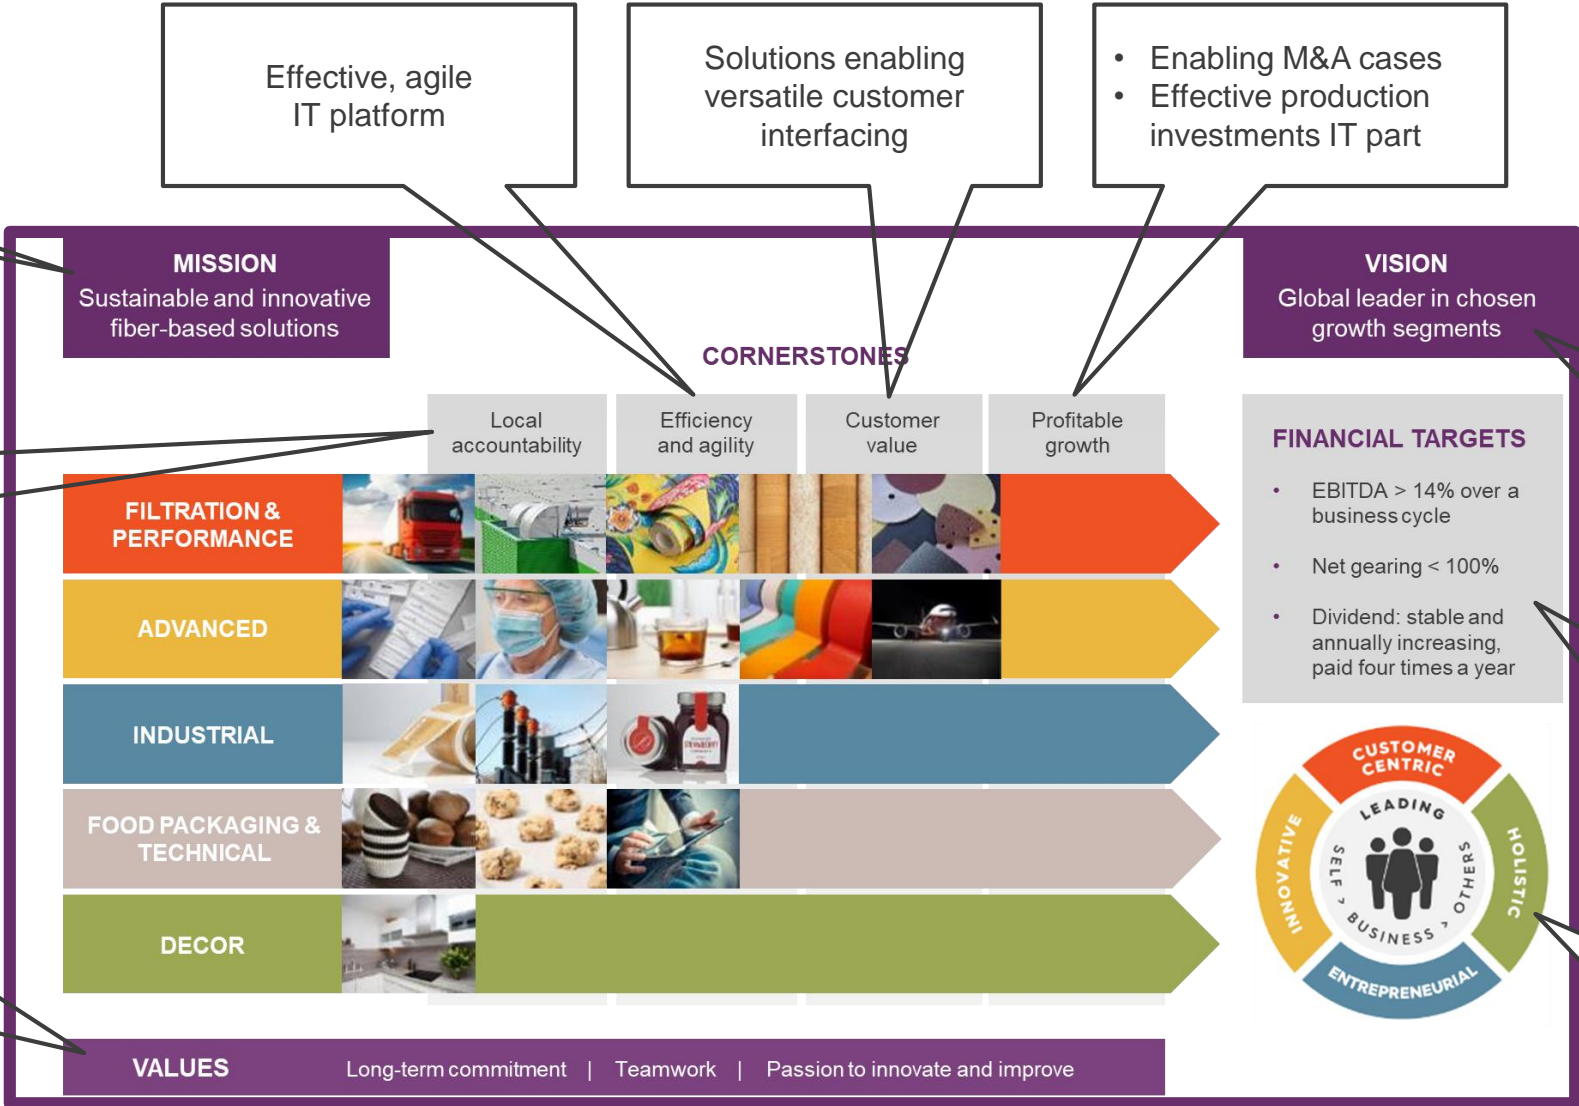 Effective, agile
IT platform
Solutions enabling
versatile customer
interfacing
• Enabling M&A cases
• Effective production
investments IT part
MISSION
Sustainable and innovative
fiber-based solutions
VISION
Global leader in chosen
growth segments
CORNERSTONES
Local
accountability
Efficiency
and agility
Customer
value
Profitable
growth
FILTRATION &
PERFORMANCE
ADVANCED
INDUSTRIAL
FOOD PACKAGING &
TECHNICAL
DECOR
FINANCIAL TARGETS
• EBITDA > 14% over a
business cycle
• Net gearing < 100%
• Dividend: stable and
annually increasing,
paid four times a year
CUSTOMER
CENTRIC
HOLISTIC
ENTREPRENEURIAL
INNOVATIVE
LEADING
SELF > BUSINESS > OTHERS
VALUES
Long-term commitment | Teamwork | Passion to innovate and improve